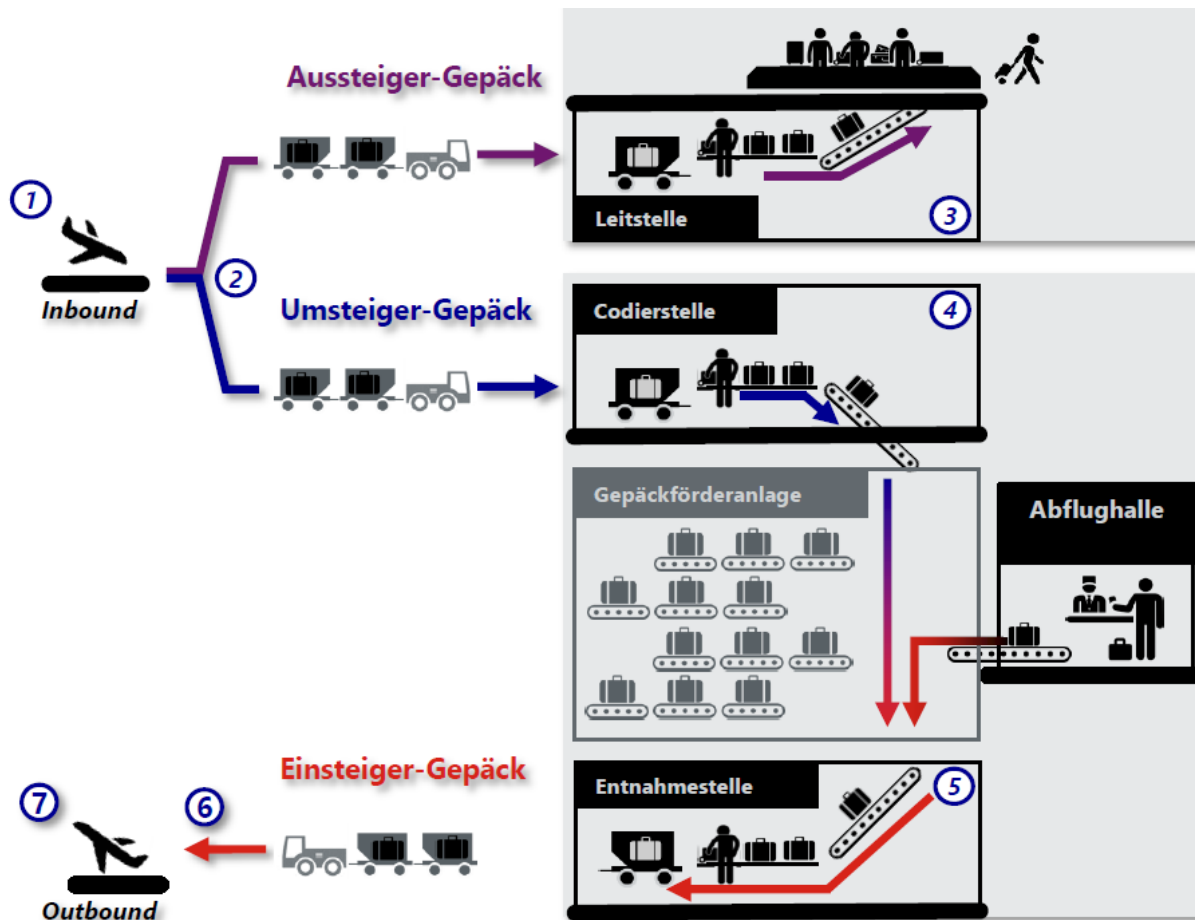 Aussteiger-Gepäck
1
Leitstelle
3
2
Inbound
Umsteiger-Gepäck
Codierstelle
4
Gepäckförderanlage
Abflughalle
Einsteiger-Gepäck
Entnahmestelle
5
7
6
Outbound